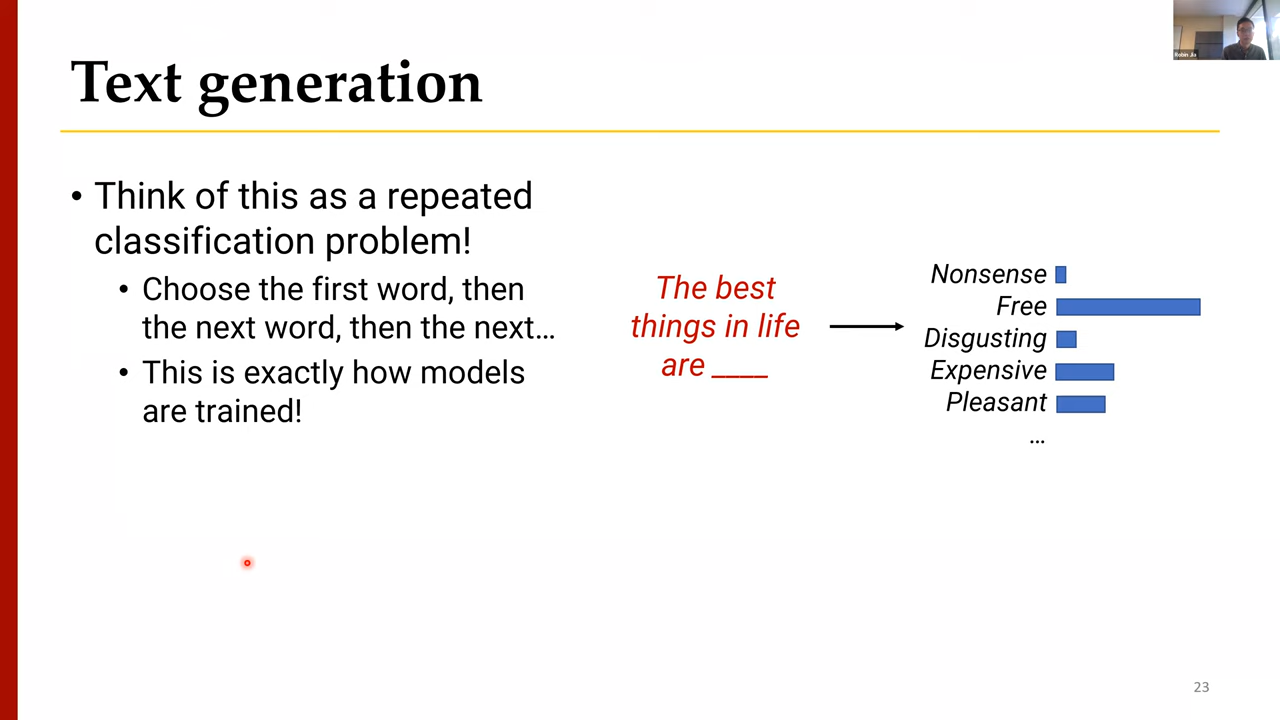 Text generation
• Think of this as a repeated
classification problem!
• Choose the first word, then
the next word, then the next…
• This is exactly how models
are trained!
The best
things in life
are ____
Nonsense
Free
Disgusting
Expensive
Pleasant
…
Robin Jia
23